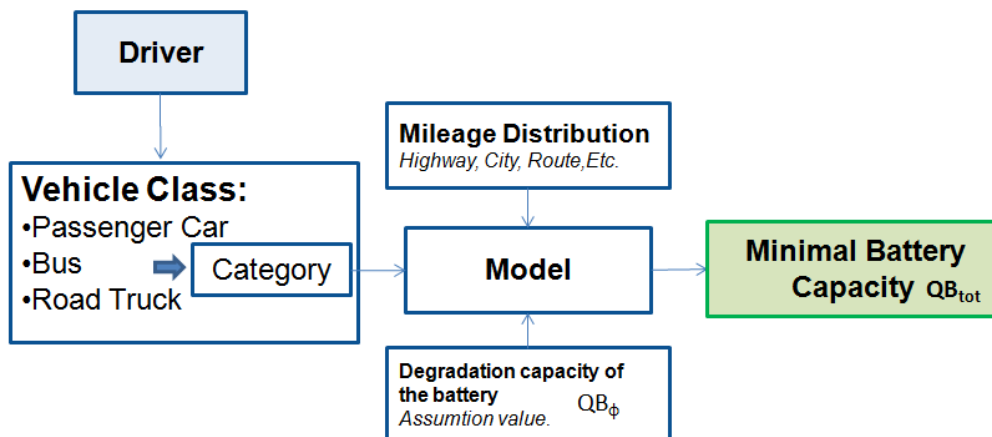 Driver
Vehicle Class:
•Passenger Car
•Bus
•Road Truck
Category
Mileage Distribution
Highway, City, Route,Etc.
Model
Degradation capacity of
the battery
Assumtion value. QBϕ
Minimal Battery
Capacity QBtot